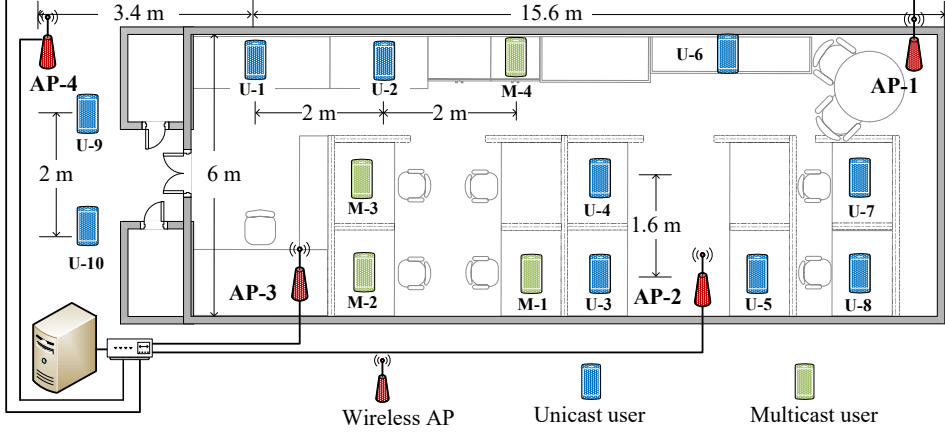 3.4 m
15.6 m
AP-4
U-1
U-2
M-4
U-6
AP-1
2 m
2 m
U-9
2 m
6 m
M-3
U-4
U-7
1.6 m
U-10
AP-3
M-2
M-1
U-3
AP-2
U-5
U-8
Wireless AP
Unicast user
Multicast user